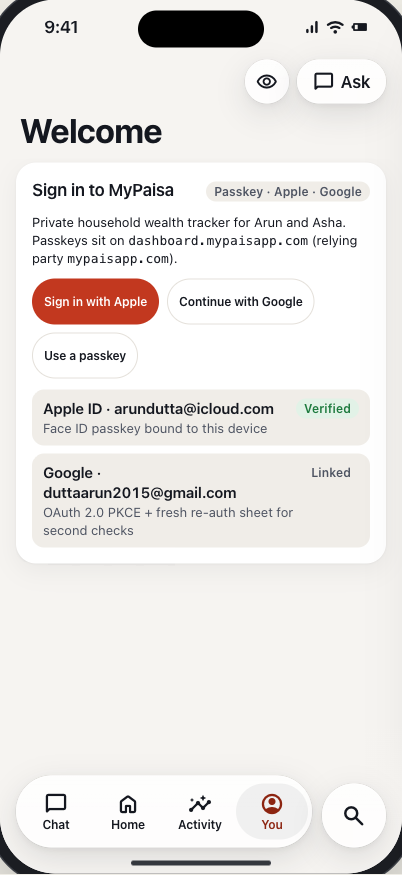 9:41
Ask
Welcome
Sign in to MyPaisa
Passkey · Apple · Google
Private household wealth tracker for Arun and Asha.
Passkeys sit on dashboard.mypaisapp.com (relying
party mypaisapp.com).
Sign in with Apple
Continue with Google
Use a passkey
Apple ID · arundutta@icloud.com
Verified
Face ID passkey bound to this device
Google ·
Linked
duttaarun2015@gmail.com
OAuth 2.0 PKCE + fresh re-auth sheet for
second checks
Chat
Home
Activity
You